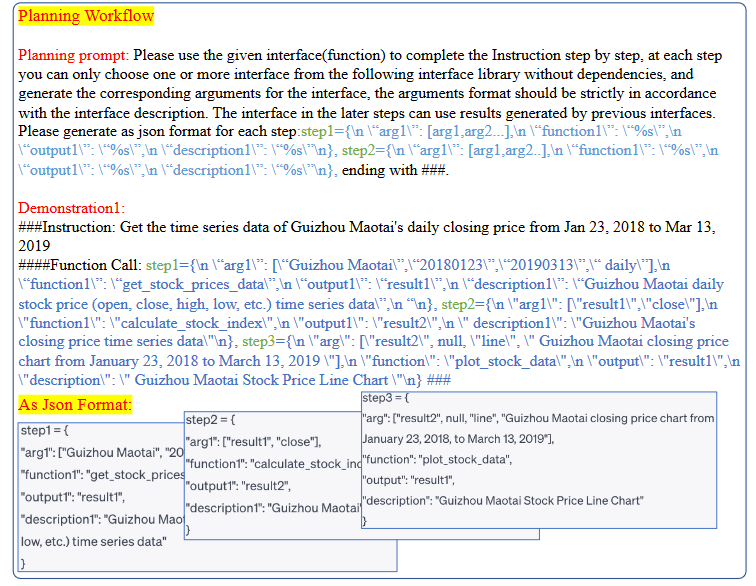 Planning Workflow
Planning prompt: Please use the given interface(function) to complete the Instruction step by step, at each step
you can only choose one or more interface from the following interface library without dependencies, and
generate the corresponding arguments for the interface, the arguments format should be strictly in accordance
with the interface description. The interface in the later steps can use results generated by previous interfaces.
Please generate as json format for each step:step1={\n \“arg1\”: [arg1,arg2...],\n \“function1\”: \“%s\”,\n
\“output1\”: \“%s\”,\n \“description1\”: \“%s\”\n}, step2={\n \”arg1\”: [arg1,arg2..],\n \“function1\”: \“%s\”,\n
\“output1\”: \“%s\”,\n \“description1\”: \“%s\”\n}, ending with ###.
Demonstration1:
###Instruction: Get the time series data of Guizhou Maotai's daily closing price from Jan 23, 2018 to Mar 13,
2019
####Function Call: step1={\n \“arg1\”: [\“Guizhou Maotai\”,\“20180123\”,\“20190313\”,\“ daily\”],\n
\“function1\”: \“get_stock_prices_data\”,\n \“output1\”: \“result1\”,\n \“description1\”: \“Guizhou Maotai daily
stock price (open, close, high, low, etc.) time series data\”,\n “\n}, step2={\n \"arg1\": [\"result1\",\"close\"],\n
\"function1\": \"calculate_stock_index\",\n \"output1\": \"result2\",\n \" description1\": \"Guizhou Maotai's
closing price time series data\"\n}, step3={\n \"arg\": [\"result2\", null, \"line\", \" Guizhou Maotai closing price
chart from January 23, 2018 to March 13, 2019 \"],\n \"function\": \"plot_stock_data\",\n \"output\": \"result1\",\n
\"description\": \" Guizhou Maotai Stock Price Line Chart \"\n} ###
As Json Format:
step1 = {
"arg1": ["Guizhou Maotai", "20
"function1": "get_stock_prices
"output1": "result1",
"description1": "Guizhou Mao
low, etc.) time series data"
}
step2 = {
"arg1": ["result1", "close"],
"function1": "calculate_stock_inc
"output1": "result2",
"description1": "Guizhou Maotai'
}
step3 = {
"arg": ["result2", null, "line", "Guizhou Maotai closing price chart from
January 23, 2018, to March 13, 2019"],
"function": "plot_stock_data",
"output": "result1",
"description": "Guizhou Maotai Stock Price Line Chart"
}